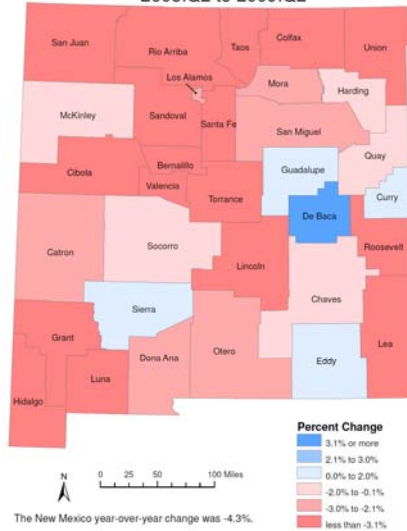 San Juan
Rio Arriba
Taos
Colfax
Union
Los Alamos
Mora
Harding
McKinley
Sandoval
Santa Fe
San Miguel
Quay
Bernalillo
Guadalupe
Cibola
Valencia
Curry
Torrance
De Baca
Roosevelt
Catron
Socorro
Lincoln
Chaves
Sierra
Grant
Dona Ana
Otero
Eddy
Lea
Luna
Hidalgo
Percent Change
3.1% or more
2.1% to 3.0%
0.0% to 2.0%
-2.0% to -0.1%
-3.0% to -2.1%
less than -3.1%
N
0 50 100 Miles
The New Mexico year-over-year change was -4.3%.